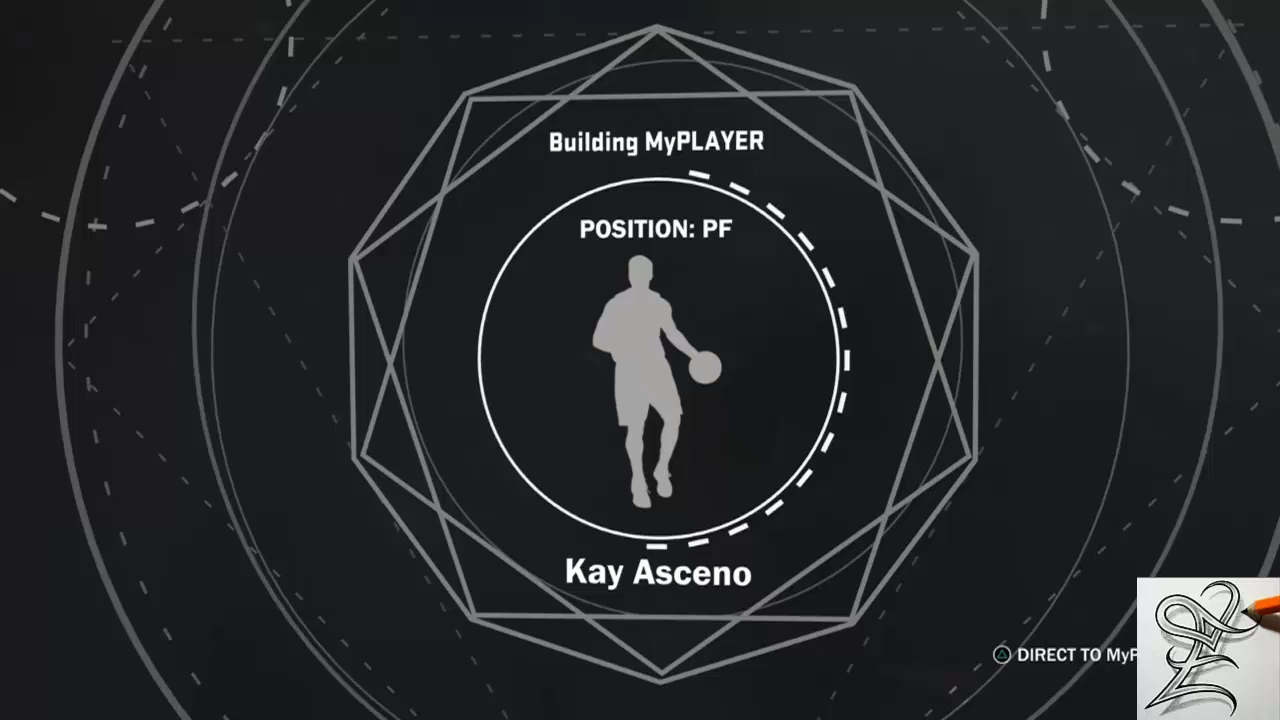 Building MyPLAYER
POSITION: PF
Kay Asceno
DIRECT TO MyP